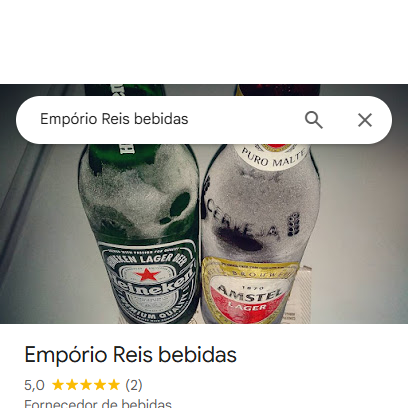 Empório Reis bebidas
PURO MALTE
CERVEJA
HEINEKEN LAGER BEER
Heineken
PREMIUM QUALITY
1870
AMSTEL
LAGER
Empório Reis bebidas
5,0 ★★★★★ (2)
Fornecedor de bebidas